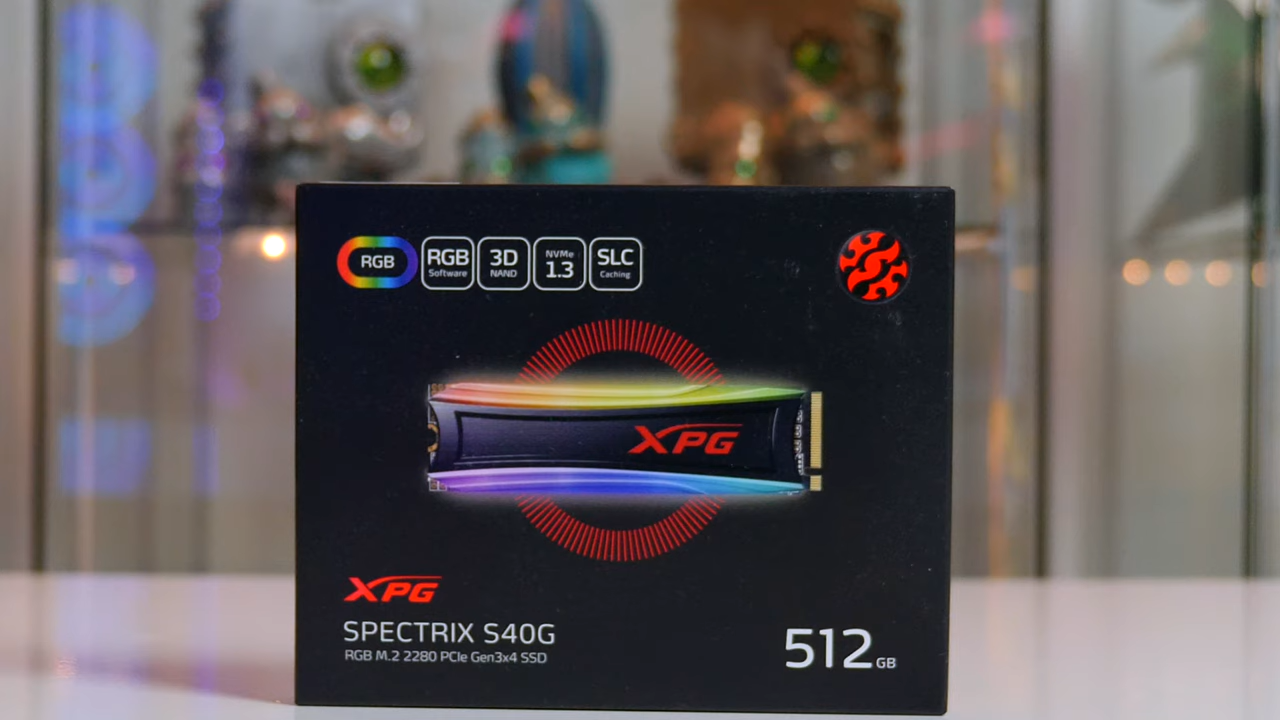 RGB
RGB
Software
3D
NAND
NVMe
1.3
SLC
Caching
XPG
XPG
SPECTRIX S40G
RGB M.2 2280 PCIe Gen3x4 SSD
512GB